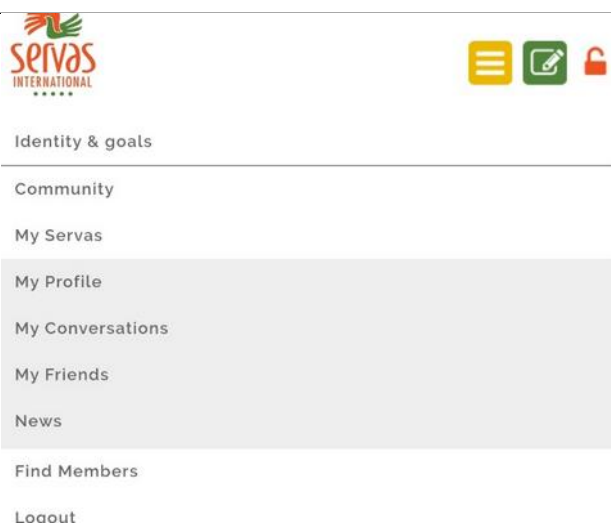 servas
INTERNATIONAL
Identity & goals
Community
My Servas
My Profile
My Conversations
My Friends
News
Find Members
Logout